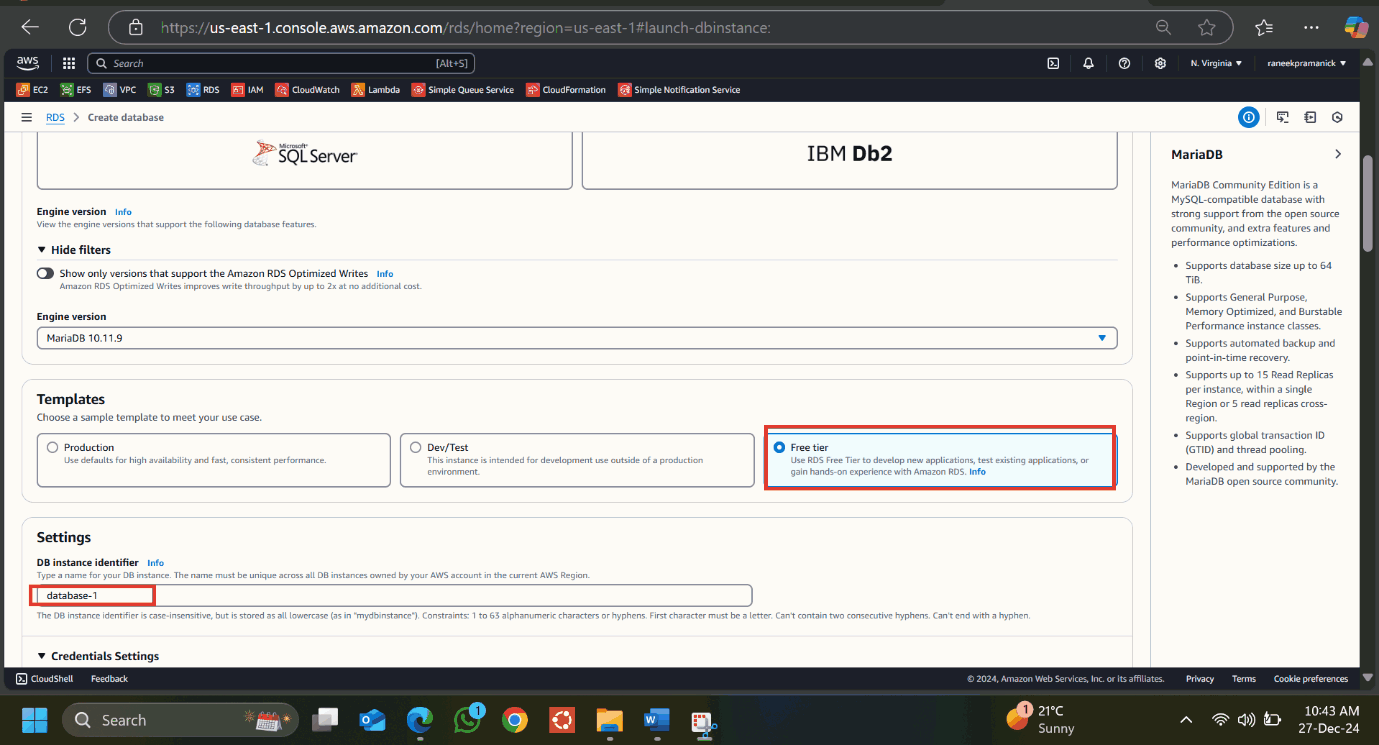 https://us-east-1.console.aws.amazon.com/rds/home?region=us-east-1#launch-dbinstance:
aws
Search
[Alt+S]
N. Virginia
raneekpramanick
EC2
EFS
VPC
S3
RDS
IAM
CloudWatch
Lambda
Simple Queue Service
CloudFormation
Simple Notification Service
RDS
Create database
Microsoft
SQL Server
IBM Db2
Engine version Info
View the engine versions that support the following database features.
Hide filters
Show only versions that support the Amazon RDS Optimized Writes Info
Amazon RDS Optimized Writes improves write throughput by up to 2x at no additional cost.
Engine version
MariaDB 10.11.9
Templates
Choose a sample template to meet your use case.
Production
Use defaults for high availability and fast, consistent performance.
Dev/Test
This instance is intended for development use outside of a production
environment.
Free tier
Use RDS Free Tier to develop new applications, test existing applications, or
gain hands-on experience with Amazon RDS. Info
Settings
DB instance identifier Info
Type a name for your DB instance. The name must be unique across all DB instances owned by your AWS account in the current AWS Region.
database-1
The DB instance identifier is case-insensitive, but is stored as all lowercase (as in "mydbinstance"). Constraints: 1 to 63 alphanumeric characters or hyphens. First character must be a letter. Can't contain two consecutive hyphens. Can't end with a hyphen.
Credentials Settings
MariaDB
MariaDB Community Edition is a
MySQL-compatible database with
strong support from the open source
community, and extra features and
performance optimizations.
• Supports database size up to 64
TiB.
• Supports General Purpose,
Memory Optimized, and Burstable
Performance instance classes.
• Supports automated backup and
point-in-time recovery.
• Supports up to 15 Read Replicas
per instance, within a single
Region or 5 read replicas cross-
region.
• Supports global transaction ID
(GTID) and thread pooling.
• Developed and supported by the
MariaDB open source community.
CloudShell
Feedback
© 2024, Amazon Web Services, Inc. or its affiliates.
Privacy
Terms
Cookie preferences
Search
1
1
21°C
Sunny
10:43 AM
27-Dec-24